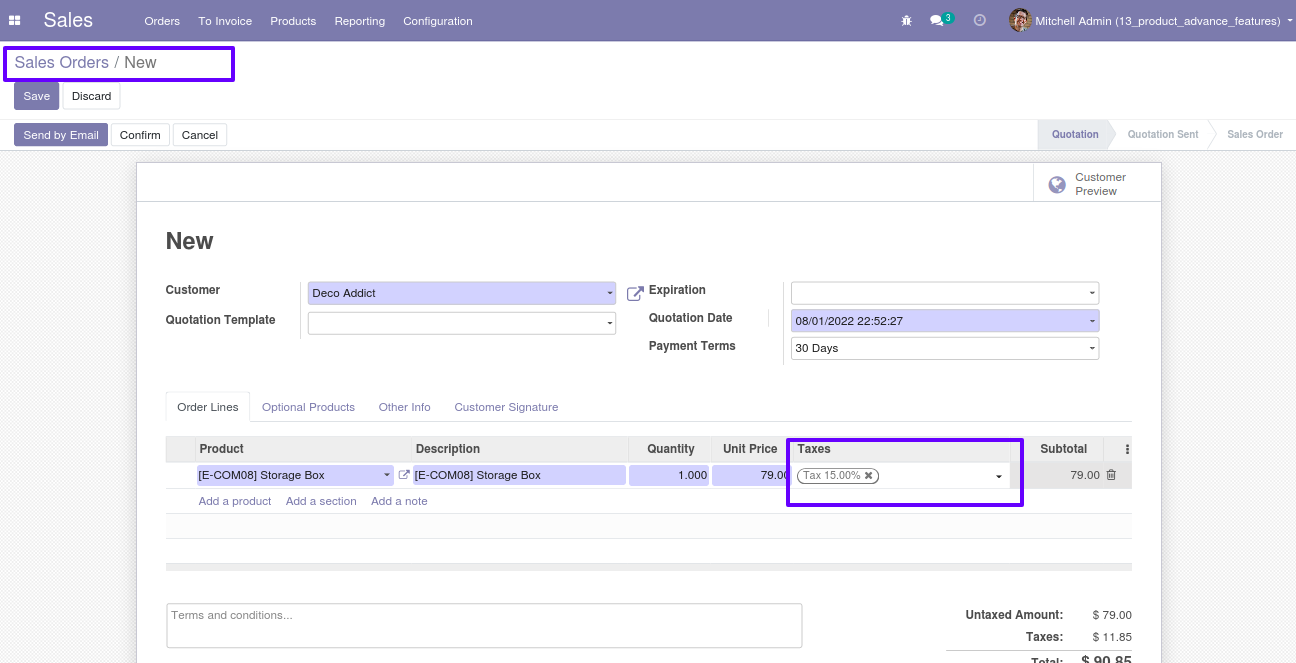 Sales Orders To Invoice Products Reporting Configuration 3 Mitchell Admin (13_product_advance_features)
Sales Orders / New
Save Discard
Send by Email Confirm Cancel Quotation Quotation Sent Sales Order
Customer
Preview
New
Customer Deco Addict Expiration
Quotation Template Quotation Date 08/01/2022 22:52:27
Payment Terms 30 Days
Order Lines Optional Products Other Info Customer Signature
Product Description Quantity Unit Price Taxes Subtotal
[E-COM08] Storage Box [E-COM08] Storage Box 1.000 79.00 Tax 15.00% 79.00
Add a product Add a section Add a note
Terms and conditions... Untaxed Amount: $ 79.00
Taxes: $ 11.85
Total: $ 90.85